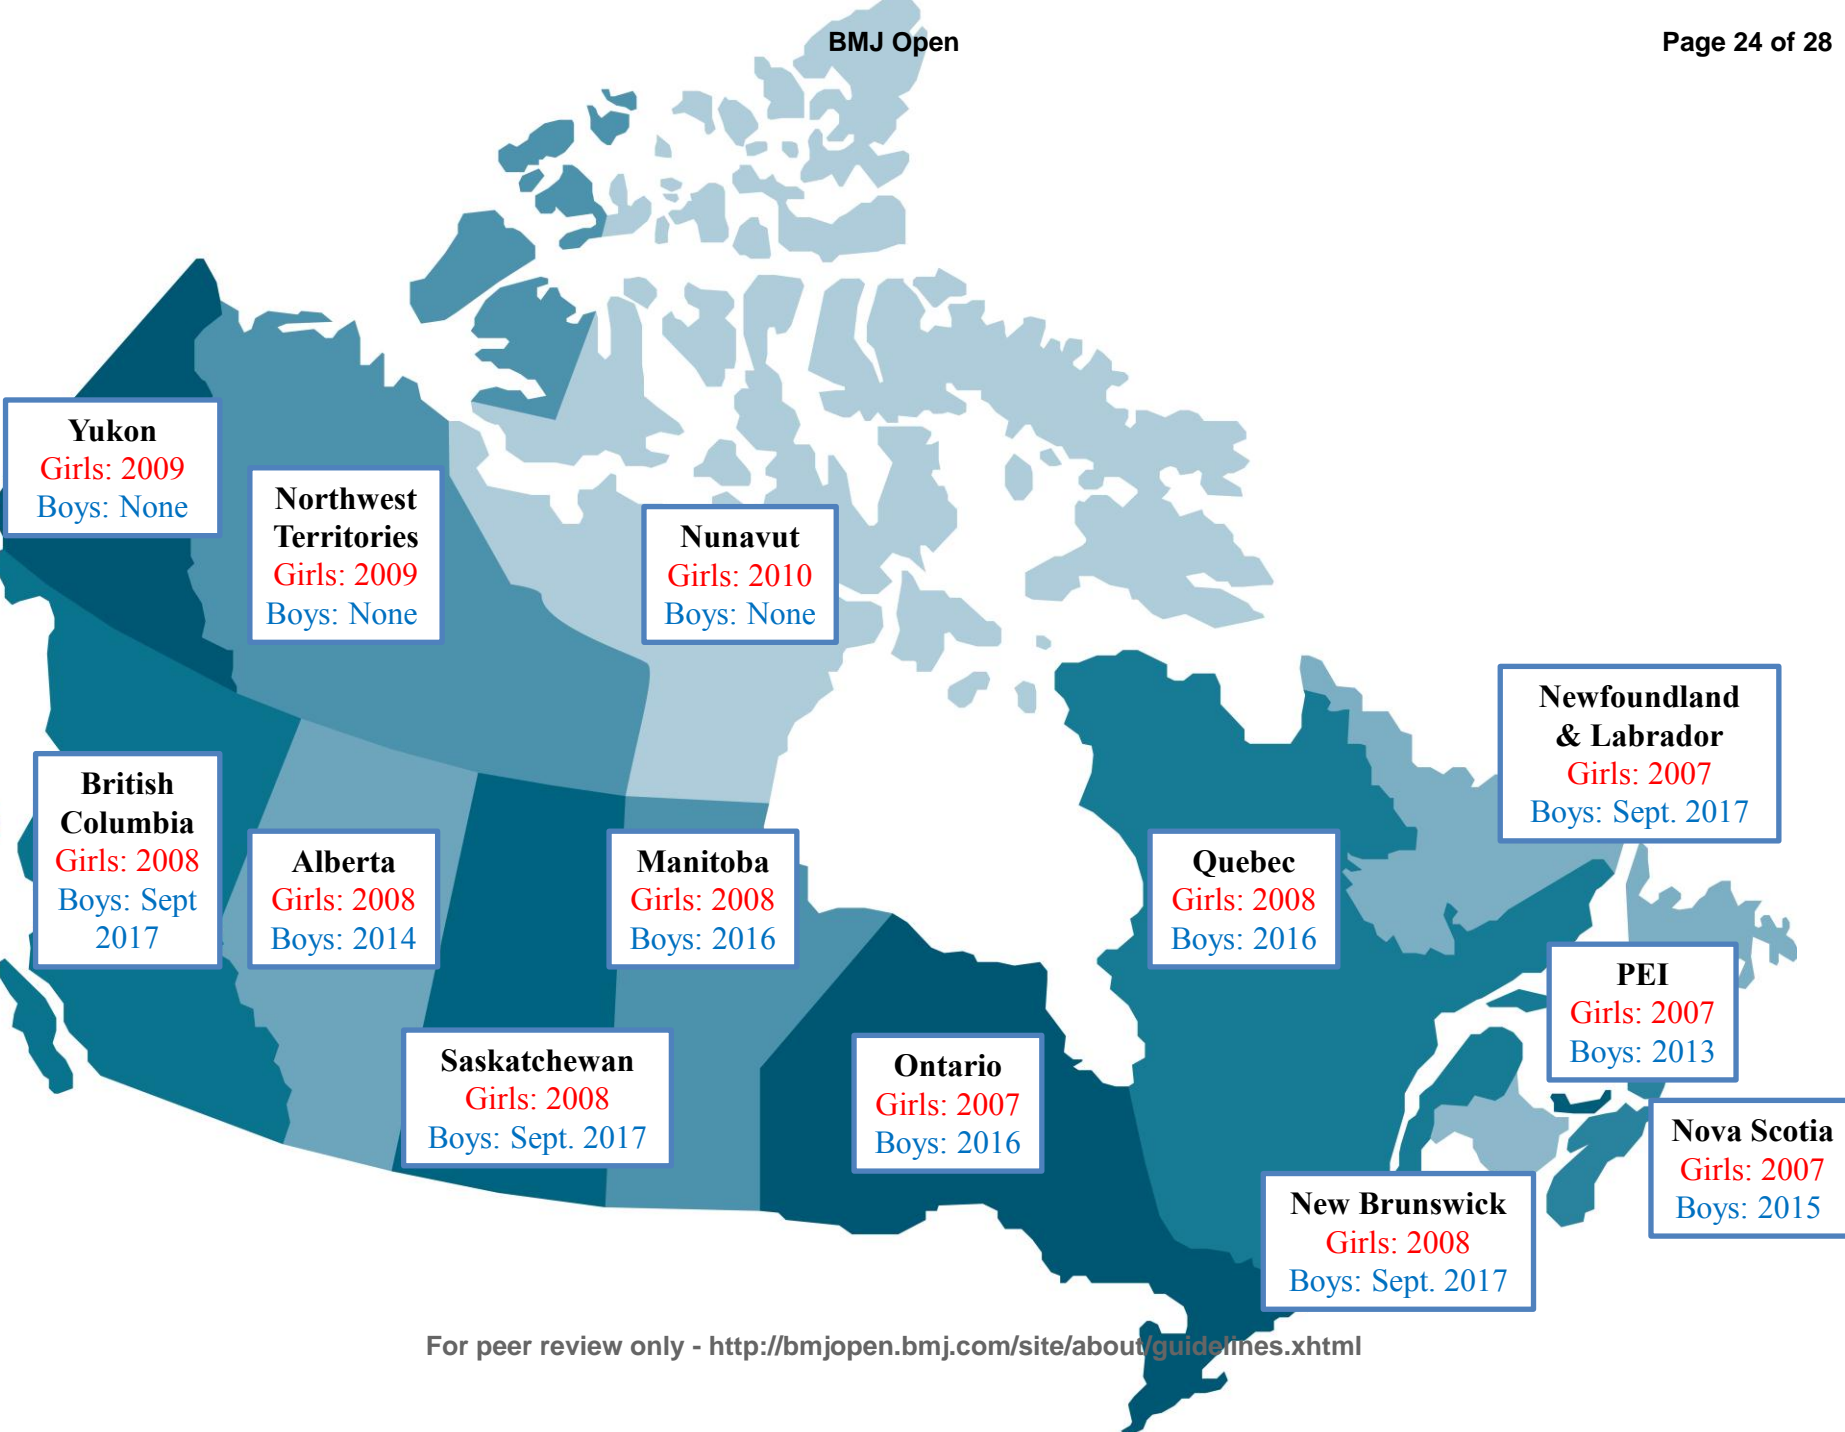 BMJ Open
Page 24 of 28
Yukon
Girls: 2009
Boys: None
Northwest
Territories
Girls: 2009
Boys: None
Nunavut
Girls: 2010
Boys: None
Newfoundland
& Labrador
Girls: 2007
Boys: Sept. 2017
British
Columbia
Girls: 2008
Boys: Sept
2017
Alberta
Girls: 2008
Boys: 2014
Manitoba
Girls: 2008
Boys: 2016
Quebec
Girls: 2008
Boys: 2016
PEI
Girls: 2007
Boys: 2013
Saskatchewan
Girls: 2008
Boys: Sept. 2017
Ontario
Girls: 2007
Boys: 2016
Nova Scotia
Girls: 2007
Boys: 2015
New Brunswick
Girls: 2008
Boys: Sept. 2017
For peer review only - http://bmjopen.bmj.com/site/about/guidelines.xhtml